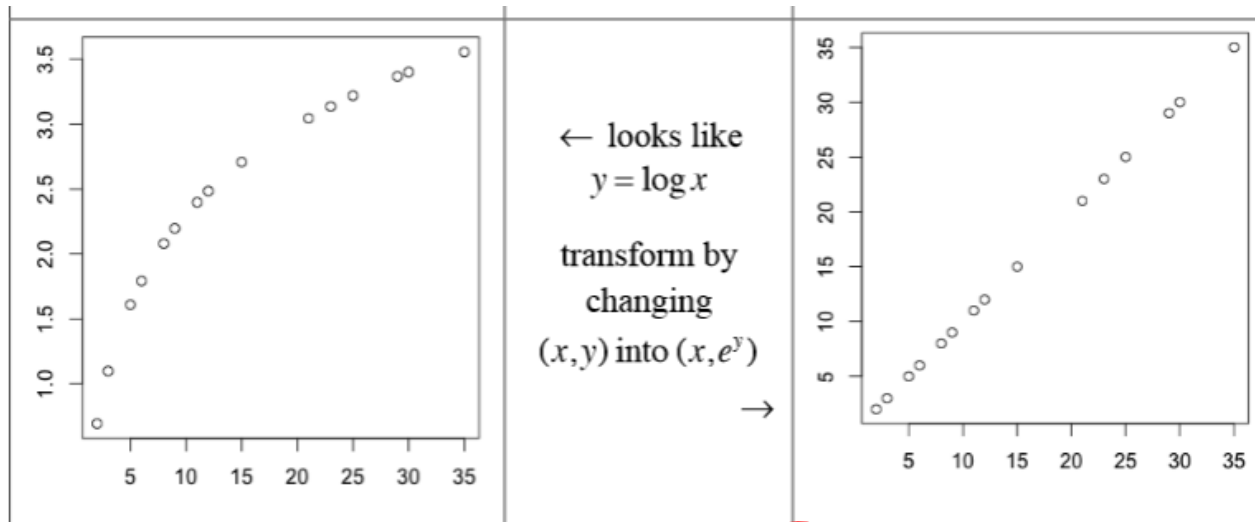 3.5
3.0
2.5
2.0
1.5
1.0
5 10 15 20 25 30 35
← looks like
y = log x
transform by
changing
(x, y) into (x, e^y)
→
35
30
25
20
15
10
5
5 10 15 20 25 30 35